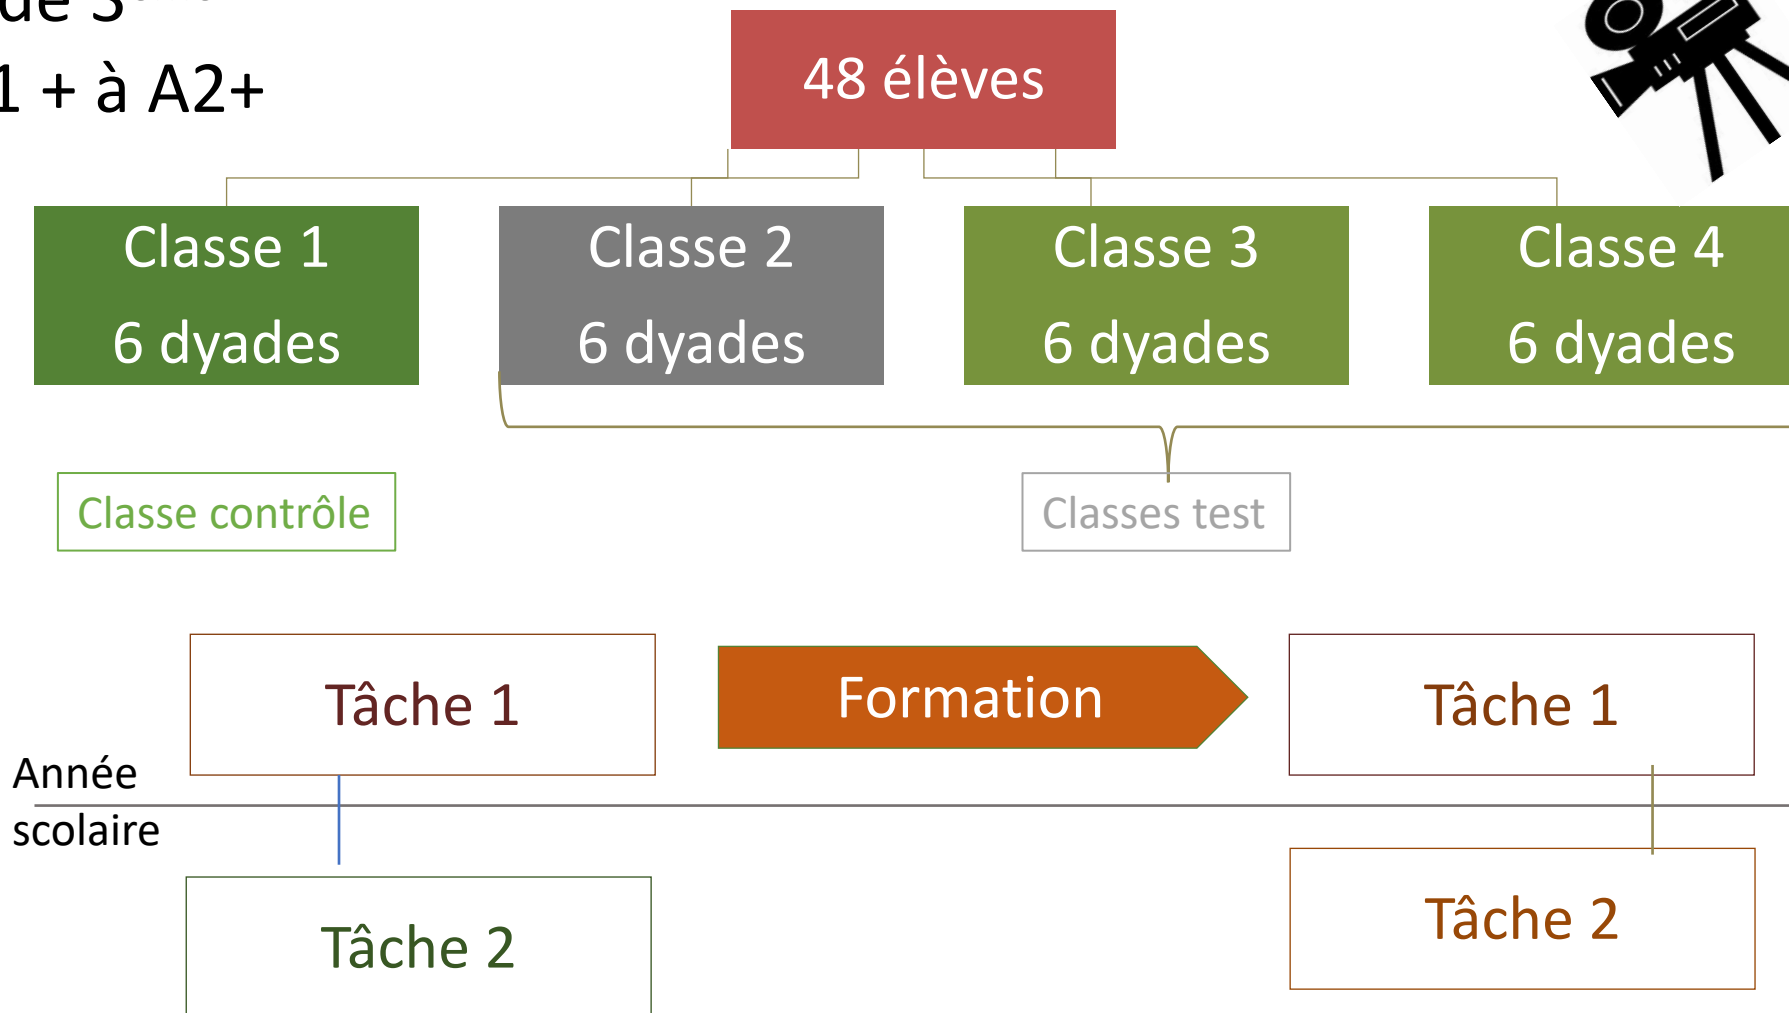 de
1 + à A2+
48 élèves
Classe 1
6 dyades
Classe 2
6 dyades
Classe 3
6 dyades
Classe 4
6 dyades
Classe contrôle
Classes test
Tâche 1
Formation
Tâche 1
Année
scolaire
Tâche 2
Tâche 2